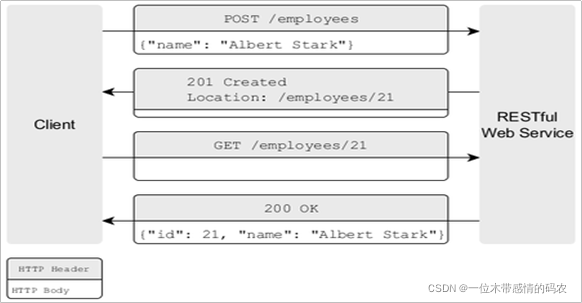 POST /employees
{"name": "Albert Stark"}
201 Created
Location: /employees/21
Client
RESTful
Web Service
GET /employees/21
200 OK
{"id": 21, "name": "Albert Stark"}
HTTP Header
HTTP Body
CSDN @一位木带感情的码农